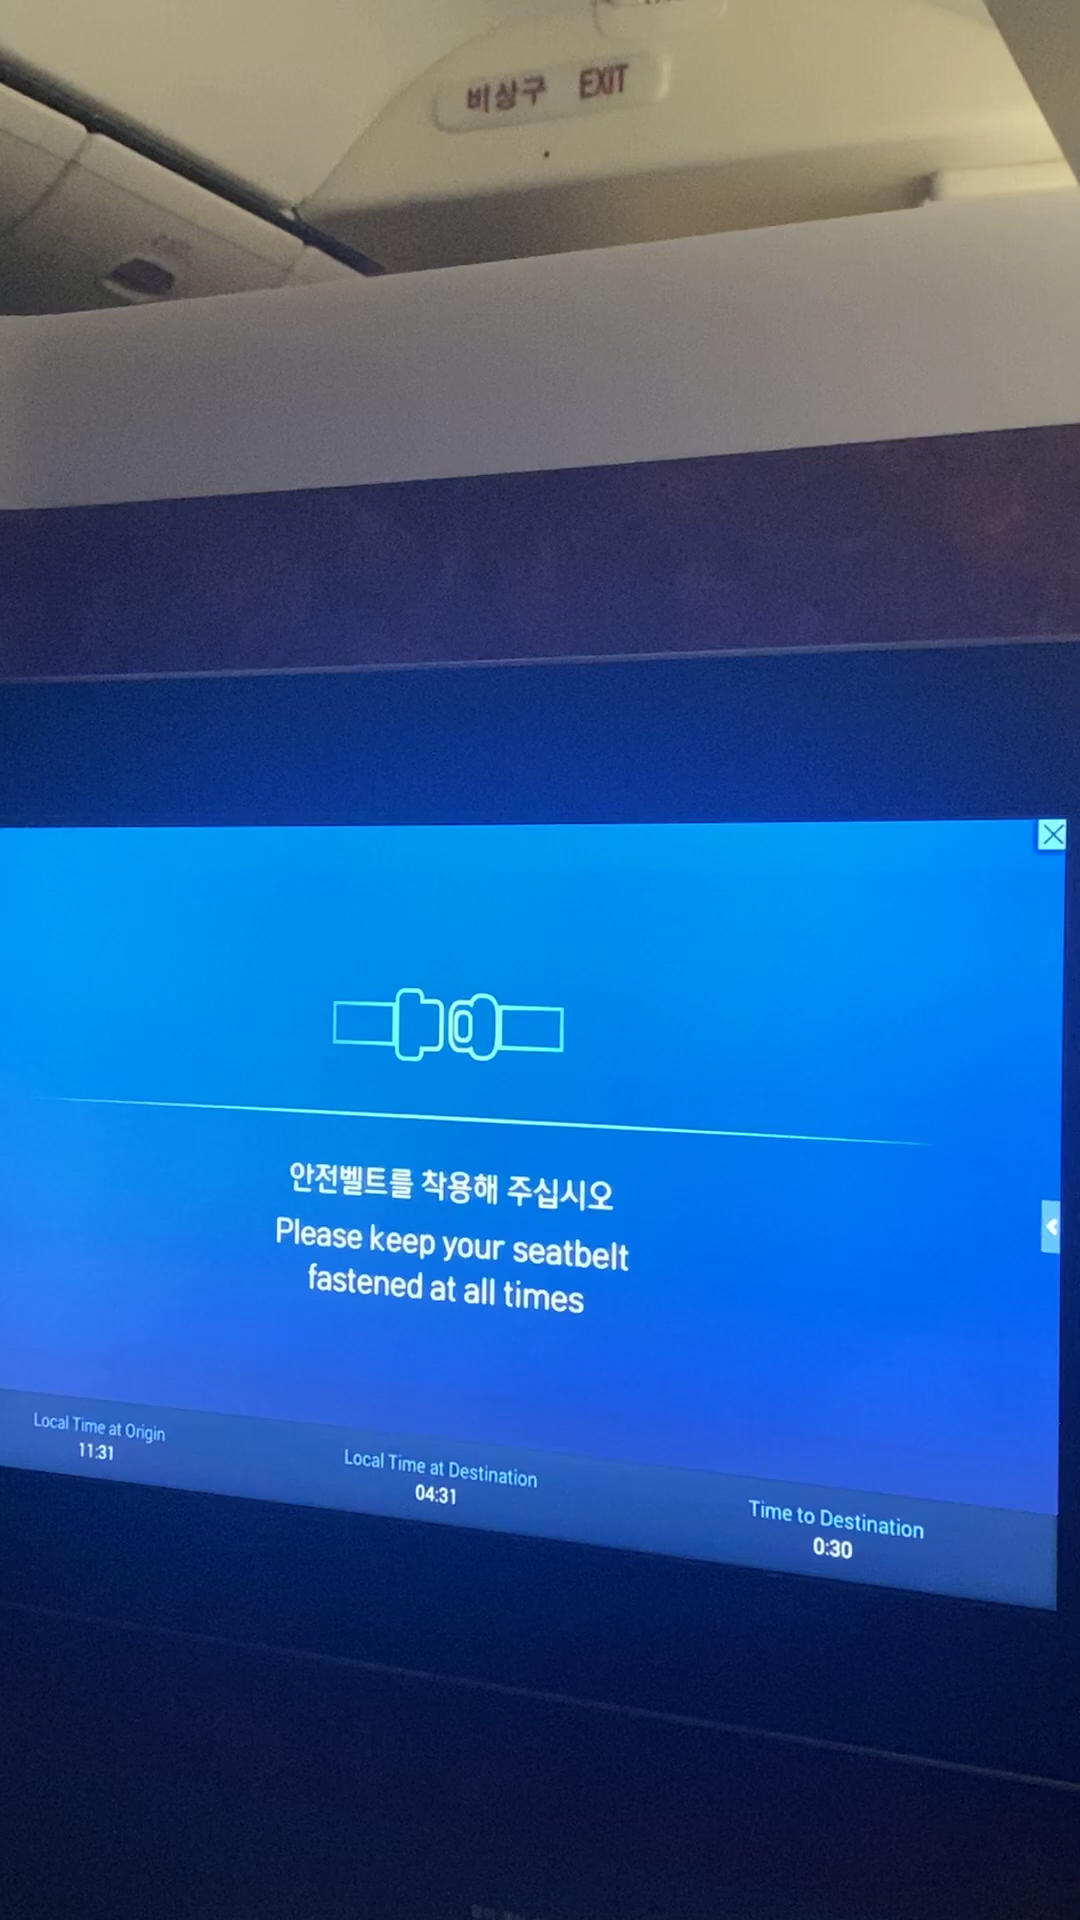 비상구 EXIT
안전벨트를 착용해 주십시오
Please keep your seatbelt
fastened at all times
Local Time at Origin
11:31
Local Time at Destination
04:31
Time to Destination
0:30